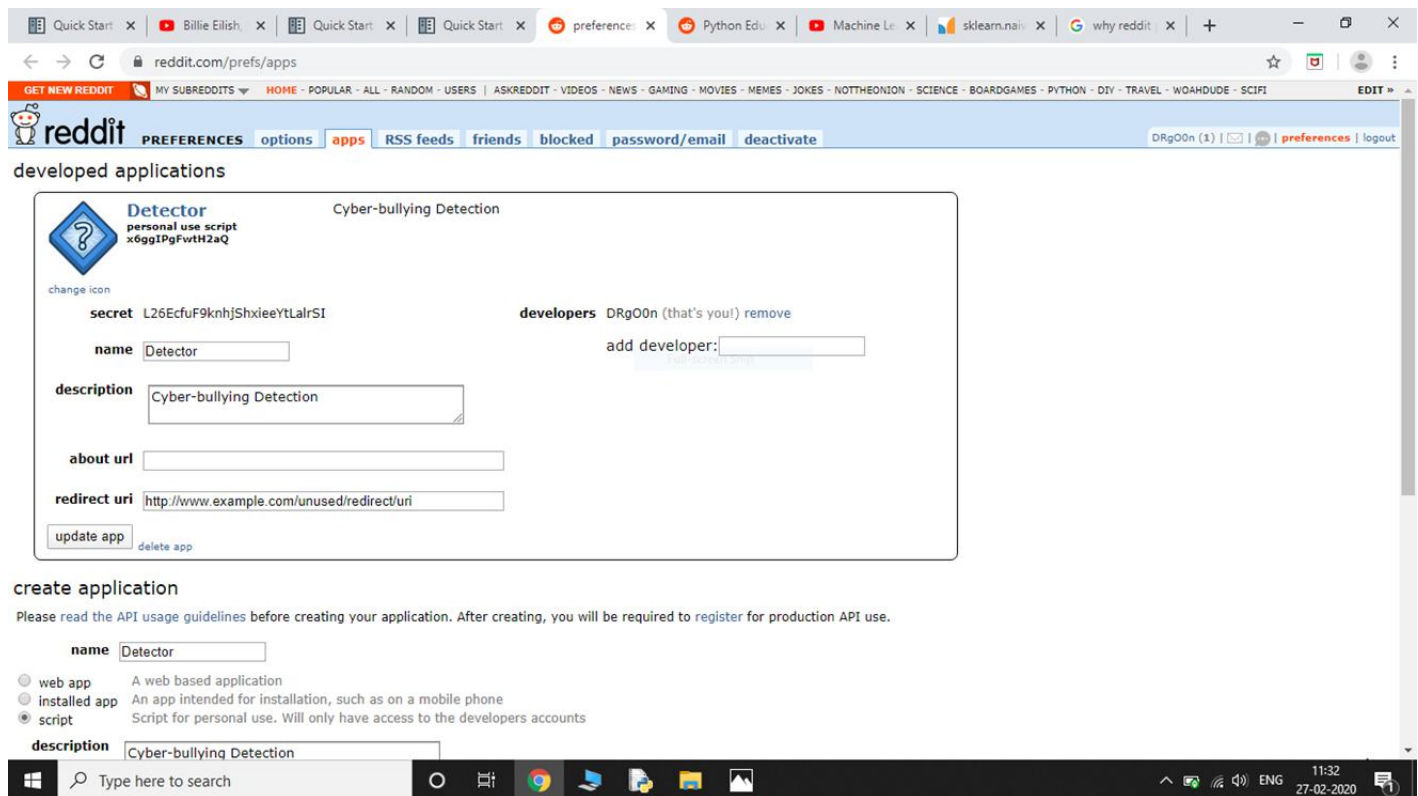 Quick Start Billie Eilish, Quick Start Quick Start preferences Python Edu Machine Le sklearn.naiv why reddit
reddit.com/prefs/apps
GET NEW REDDIT MY SUBREDDITS HOME - POPULAR - ALL - RANDOM - USERS | ASKREDDIT - VIDEOS - NEWS - GAMING - MOVIES - MEMES - JOKES - NOTTHEONION - SCIENCE - BOARDGAMES - PYTHON - DIY - TRAVEL - WOAHDUDE - SCIFI EDIT »
reddit PREFERENCES options apps RSS feeds friends blocked password/email deactivate DRgO0n (1) | | | preferences | logout
developed applications
Detector Cyber-bullying Detection
personal use script
x6ggIPgFwtH2aQ
change icon
secret L26EcfuF9knhjShxieeYtLalrSI developers DRgO0n (that's you!) remove
name Detector add developer:
Full-screen Snip
description Cyber-bullying Detection
about url
redirect uri http://www.example.com/unused/redirect/uri
update app delete app
create application
Please read the API usage guidelines before creating your application. After creating, you will be required to register for production API use.
name Detector
web app A web based application
installed app An app intended for installation, such as on a mobile phone
script Script for personal use. Will only have access to the developers accounts
description Cyber-bullying Detection
Type here to search ENG 11:32
27-02-2020